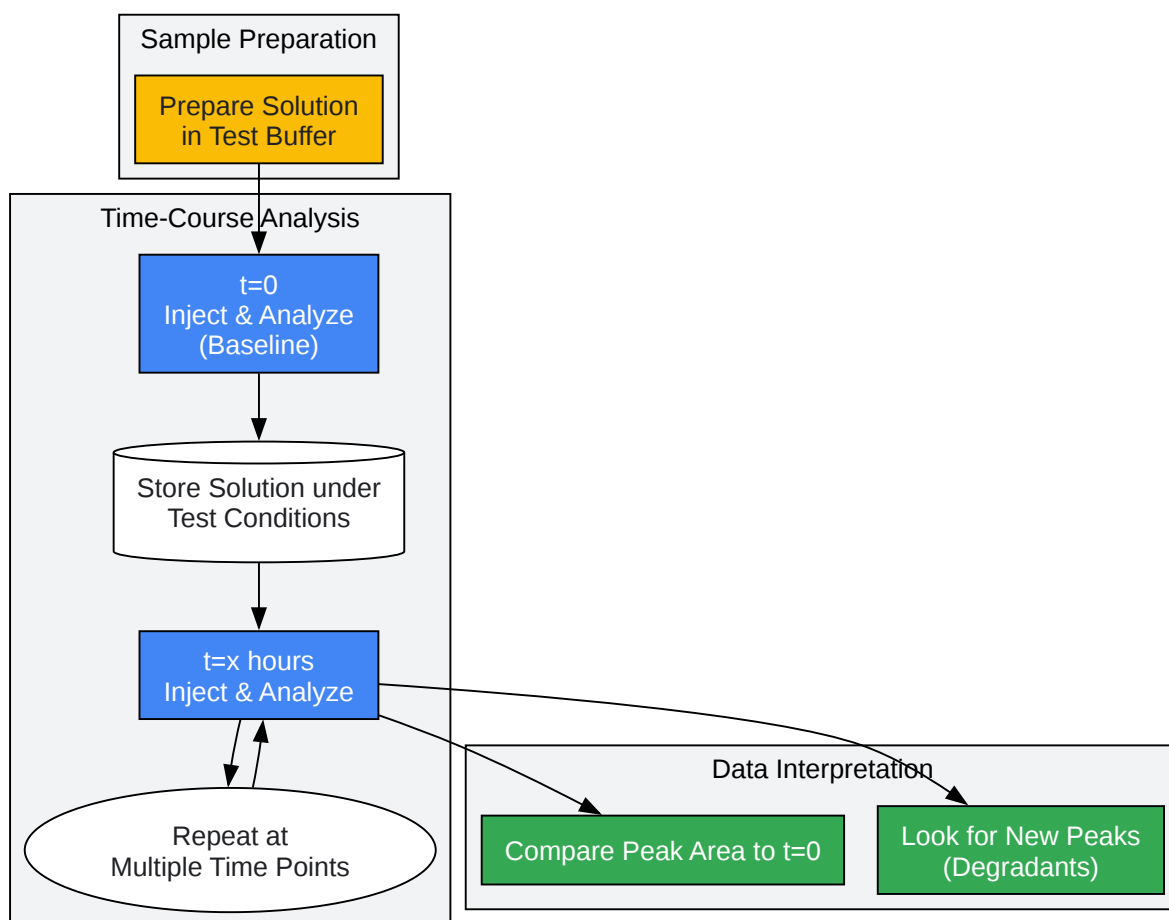 Sample Preparation
Prepare Solution
in Test Buffer
Time-Course Analysis
t=0
Inject & Analyze
(Baseline)
Store Solution under
Test Conditions
t=x hours
Inject & Analyze
Repeat at
Multiple Time Points
Data Interpretation
Compare Peak Area to t=0
Look for New Peaks
(Degradants)